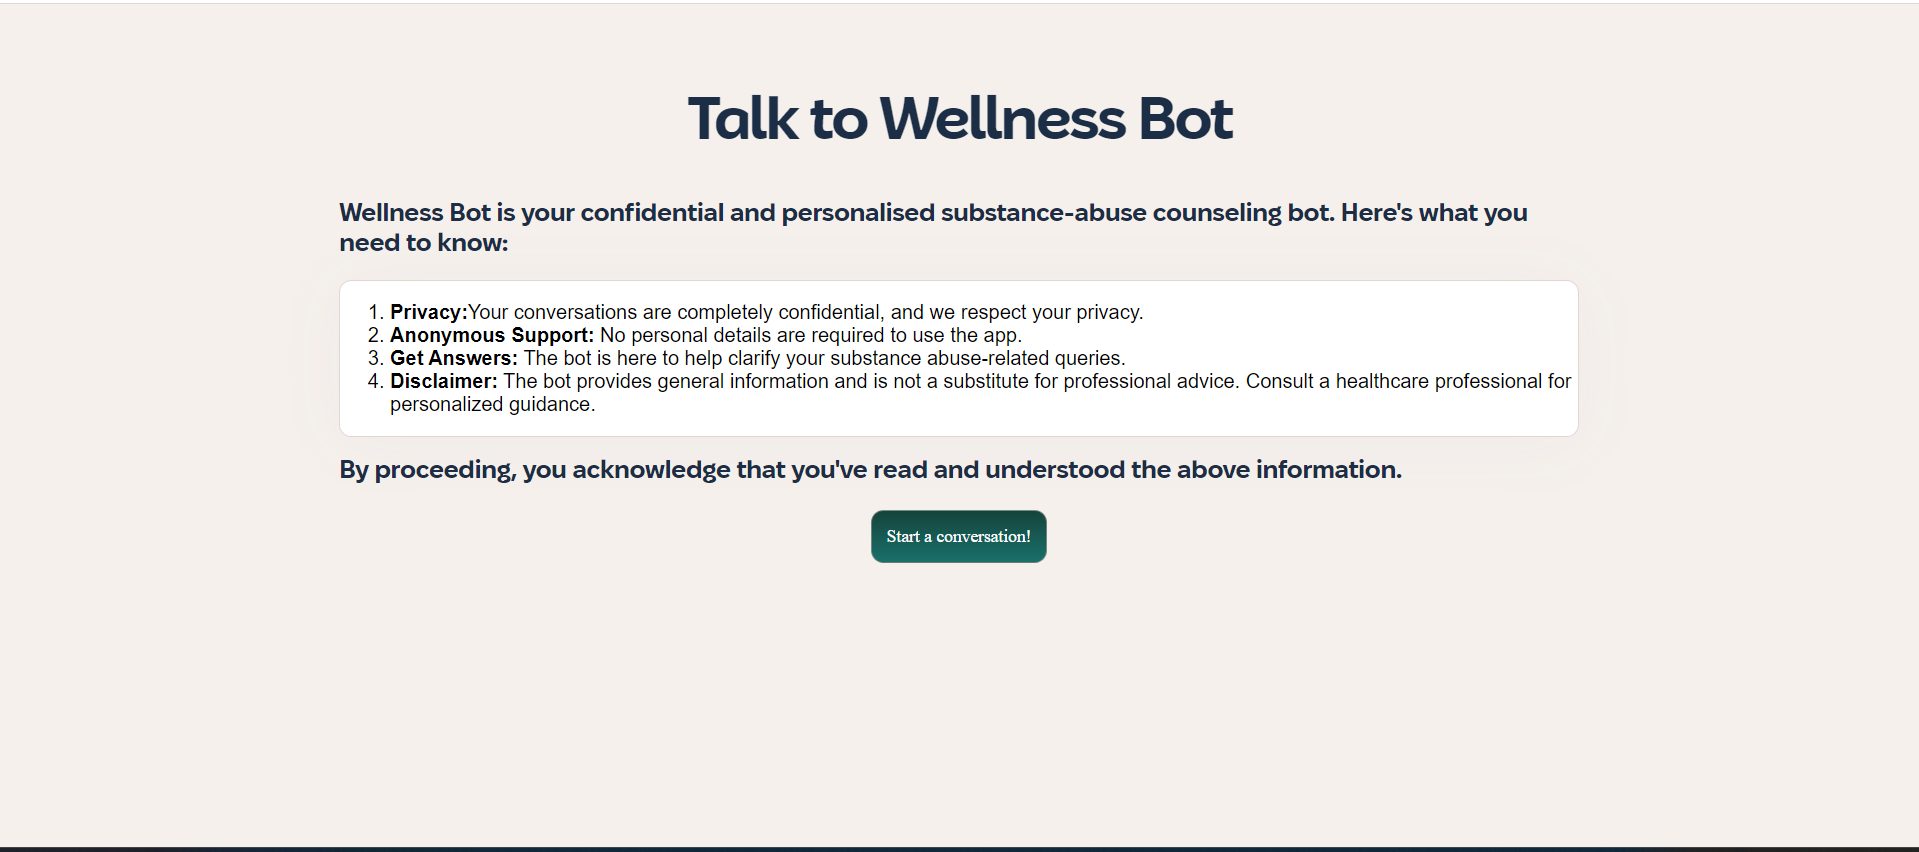 Talk to Wellness Bot
Wellness Bot is your confidential and personalised substance-abuse counseling bot. Here's what you
need to know:
1. Privacy:Your conversations are completely confidential, and we respect your privacy.
2. Anonymous Support: No personal details are required to use the app.
3. Get Answers: The bot is here to help clarify your substance abuse-related queries.
4. Disclaimer: The bot provides general information and is not a substitute for professional advice. Consult a healthcare professional for
personalized guidance.
By proceeding, you acknowledge that you've read and understood the above information.
Start a conversation!